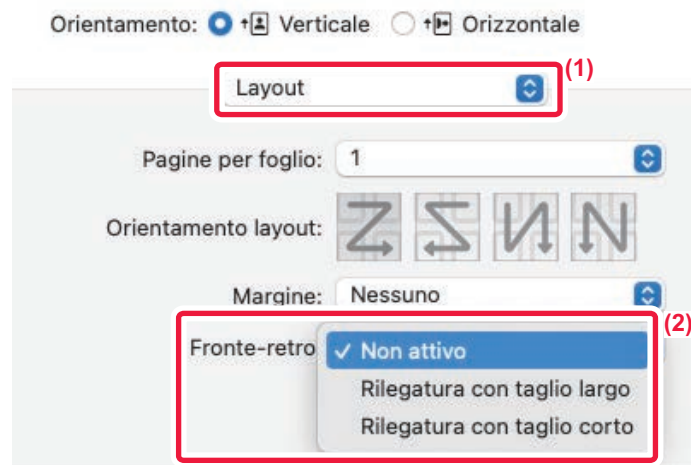 Orientamento: Verticale Orizzontale
(1)
Layout
Pagine per foglio: 1
Orientamento layout:
Margine: Nessuno
(2)
Fronte-retro ✓ Non attivo
Rilegatura con taglio largo
Rilegatura con taglio corto